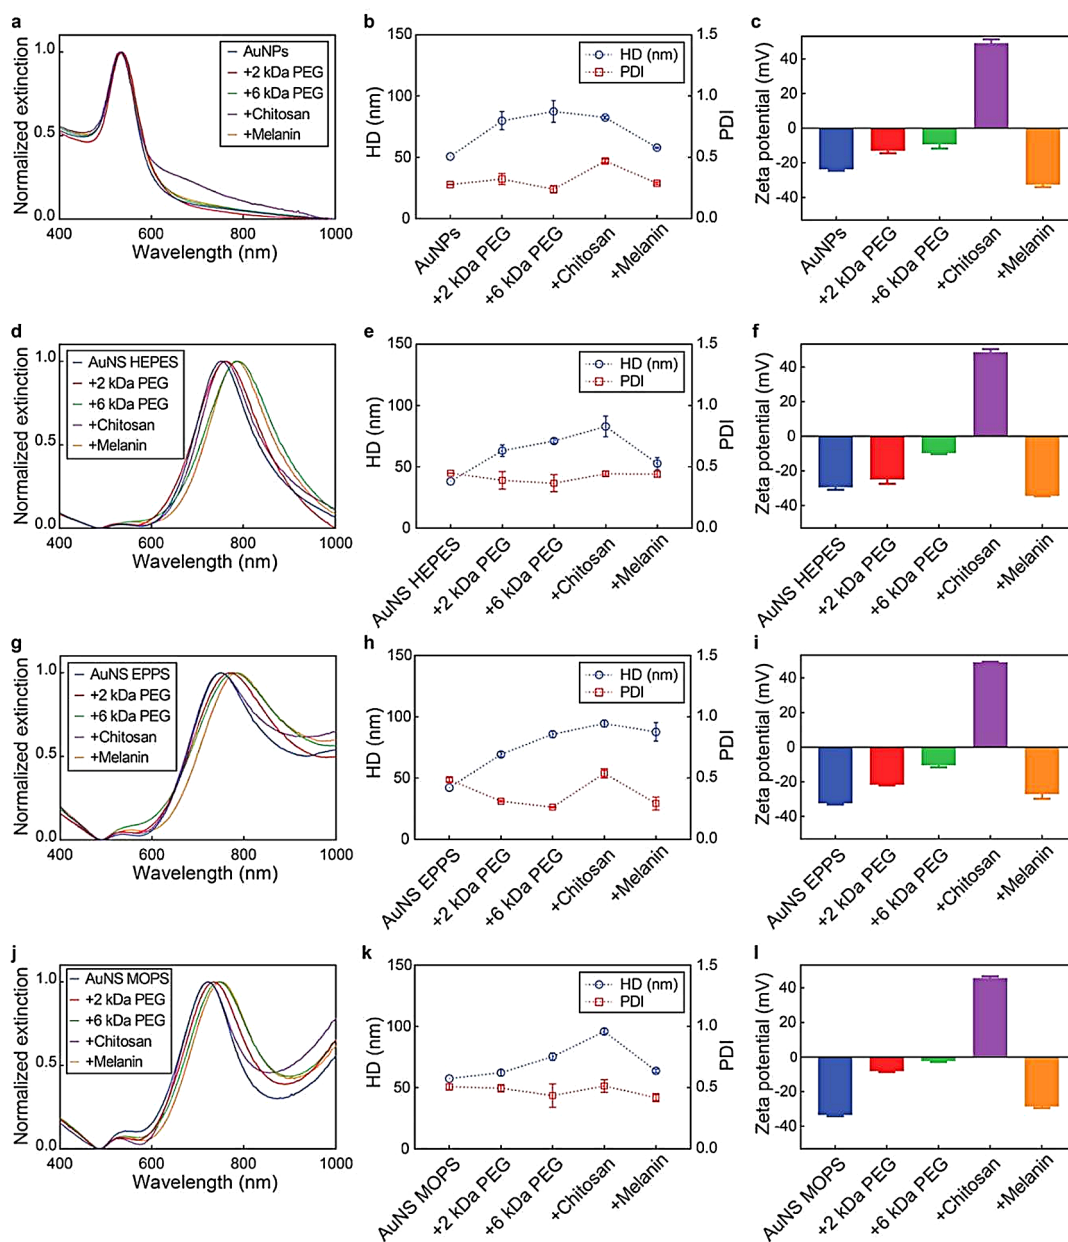 a
Normalized extinction
1.0
0.5
0.0
AuNPs
+2 kDa PEG
+6 kDa PEG
+Chitosan
+Melanin
400 600 800 1000
Wavelength (nm)
b
HD (nm)
150
100
50
0
HD (nm)
PDI
1.5
1.0
0.5
0.0
PDI
AuNPs
+2 kDa PEG
+6 kDa PEG
+Chitosan
+Melanin
c
Zeta potential (mV)
40
20
0
-20
-40
AuNPs
+2 kDa PEG
+6 kDa PEG
+Chitosan
+Melanin
d
Normalized extinction
1.0
0.5
0.0
AuNS HEPES
+2 kDa PEG
+6 kDa PEG
+Chitosan
+Melanin
400 600 800 1000
Wavelength (nm)
e
HD (nm)
150
100
50
0
HD (nm)
PDI
1.5
1.0
0.5
0.0
PDI
AuNS HEPES
+2 kDa PEG
+6 kDa PEG
+Chitosan
+Melanin
f
Zeta potential (mV)
40
20
0
-20
-40
AuNS HEPES
+2 kDa PEG
+6 kDa PEG
+Chitosan
+Melanin
g
Normalized extinction
1.0
0.5
0.0
AuNS EPPS
+2 kDa PEG
+6 kDa PEG
+Chitosan
+Melanin
400 600 800 1000
Wavelength (nm)
h
HD (nm)
150
100
50
0
HD (nm)
PDI
1.5
1.0
0.5
0.0
PDI
AuNS EPPS
+2 kDa PEG
+6 kDa PEG
+Chitosan
+Melanin
i
Zeta potential (mV)
40
20
0
-20
-40
AuNS EPPS
+2 kDa PEG
+6 kDa PEG
+Chitosan
+Melanin
j
Normalized extinction
1.0
0.5
0.0
AuNS MOPS
+2 kDa PEG
+6 kDa PEG
+Chitosan
+Melanin
400 600 800 1000
Wavelength (nm)
k
HD (nm)
150
100
50
0
HD (nm)
PDI
1.5
1.0
0.5
0.0
PDI
AuNS MOPS
+2 kDa PEG
+6 kDa PEG
+Chitosan
+Melanin
l
Zeta potential (mV)
40
20
0
-20
-40
AuNS MOPS
+2 kDa PEG
+6 kDa PEG
+Chitosan
+Melanin